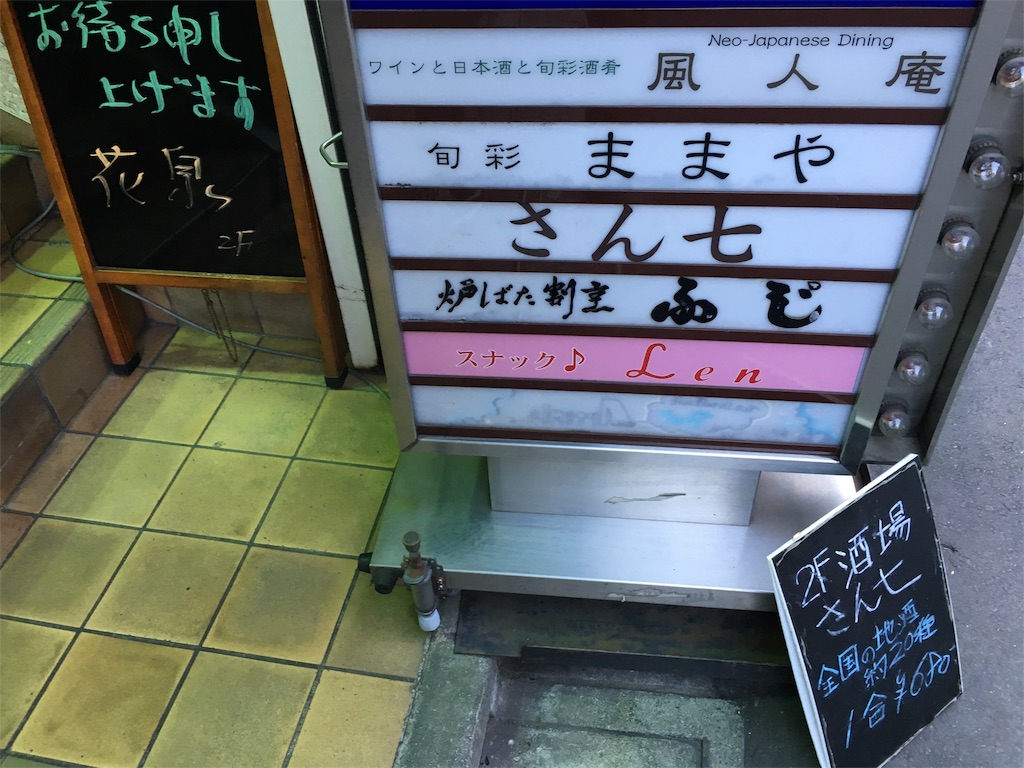 お待ち申し
上げます
花泉
2F
Neo-Japanese Dining
ワインと日本酒と旬彩酒肴 風人庵
旬彩 ままや
さん七
炉ばた割烹 ふじ
スナック♪ Len
2F 酒場
さん七
全国の地酒
約20種
1合 ¥680-